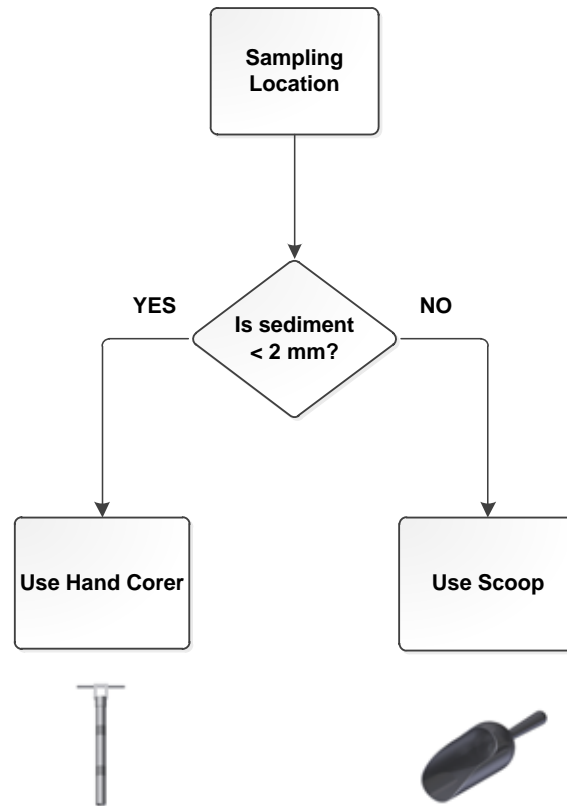 Sampling
Location
YES
NO
Is sediment
< 2 mm?
Use Hand Corer
Use Scoop